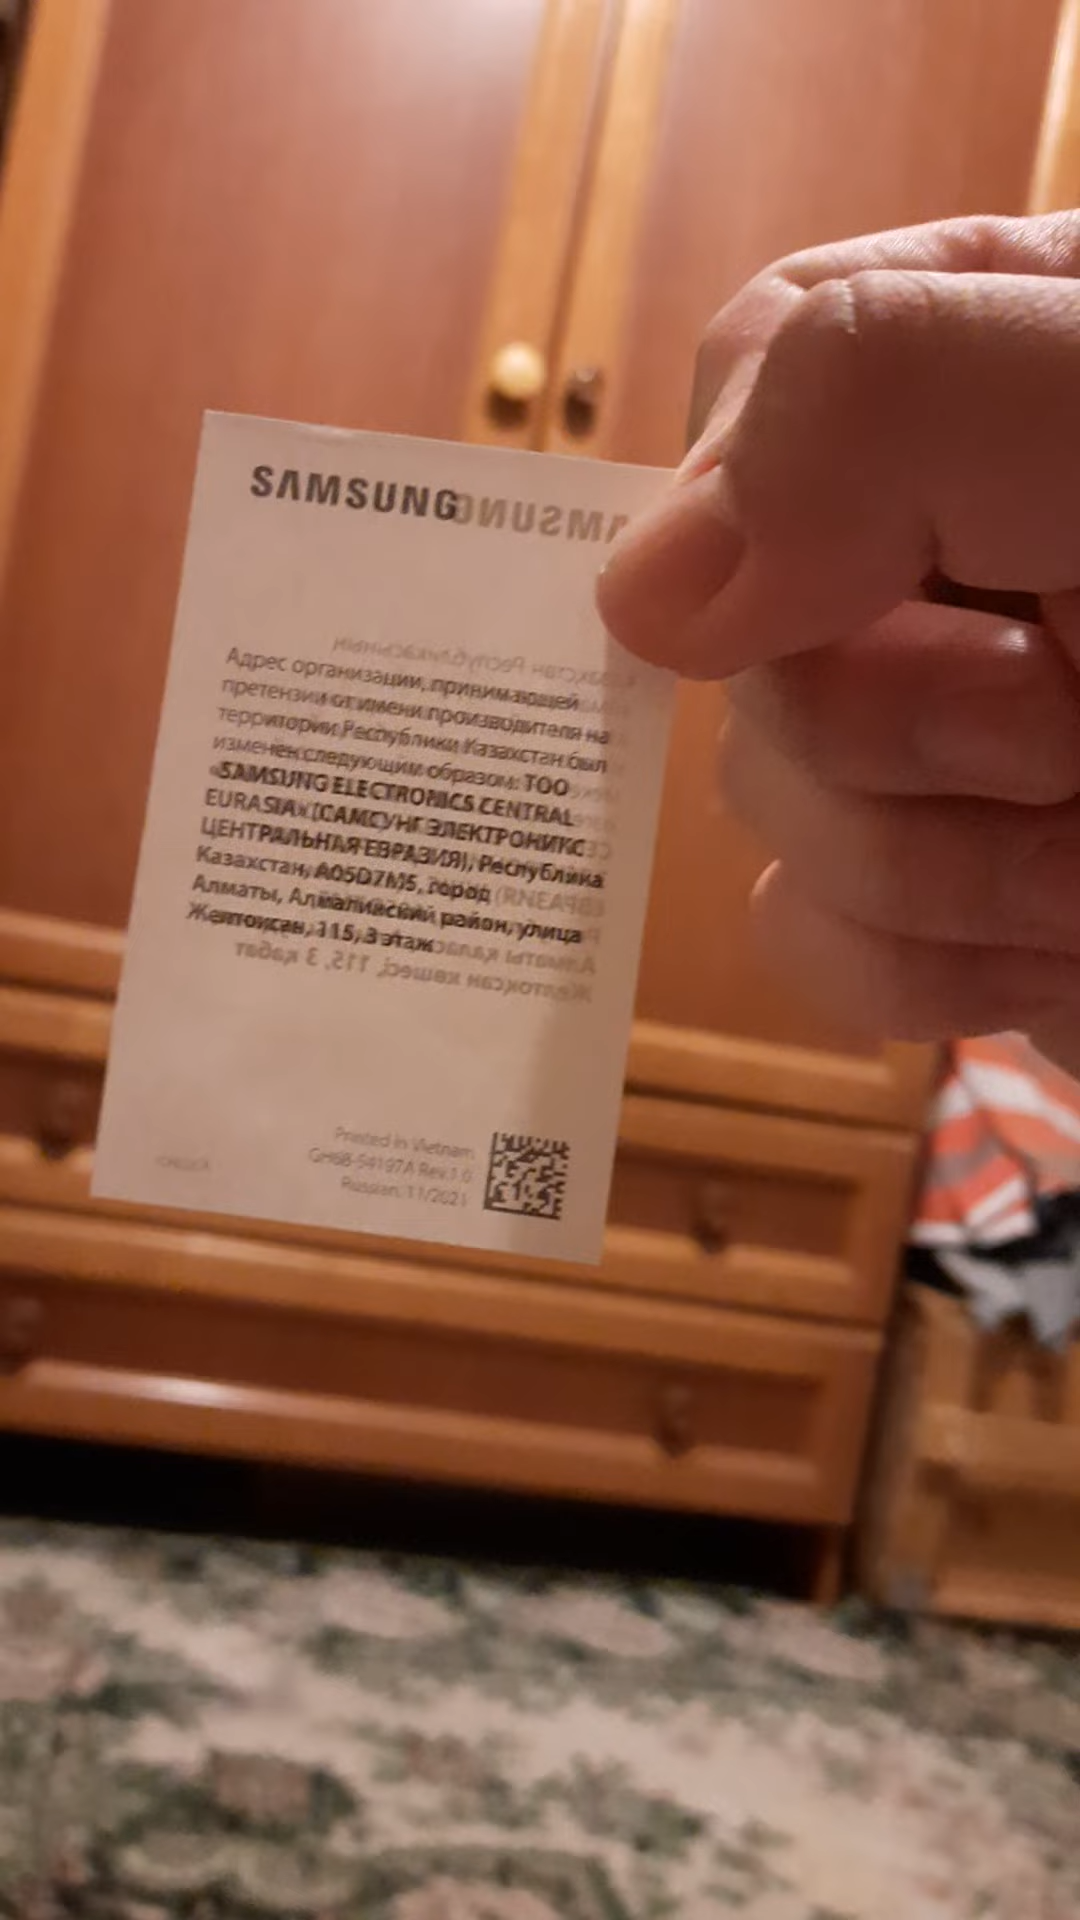 SAMSUNG
Адрес организации, принимающей
претензии от имени производителя на
территории Республики Казахстан был
изменён следующим образом: ТОО
«SAMSUNG ELECTRONICS CENTRAL
EURASIA» (САМСУНГ ЭЛЕКТРОНИКС
ЦЕНТРАЛЬНАЯ ЕВРАЗИЯ), Республика
Казахстан, A05D7M5, город
Алматы, Алмалинский район, улица
Желтоксан, 115, 3 этаж
Printed in Vietnam
GH68-54197A Rev.1.0
Russian. 11/2021